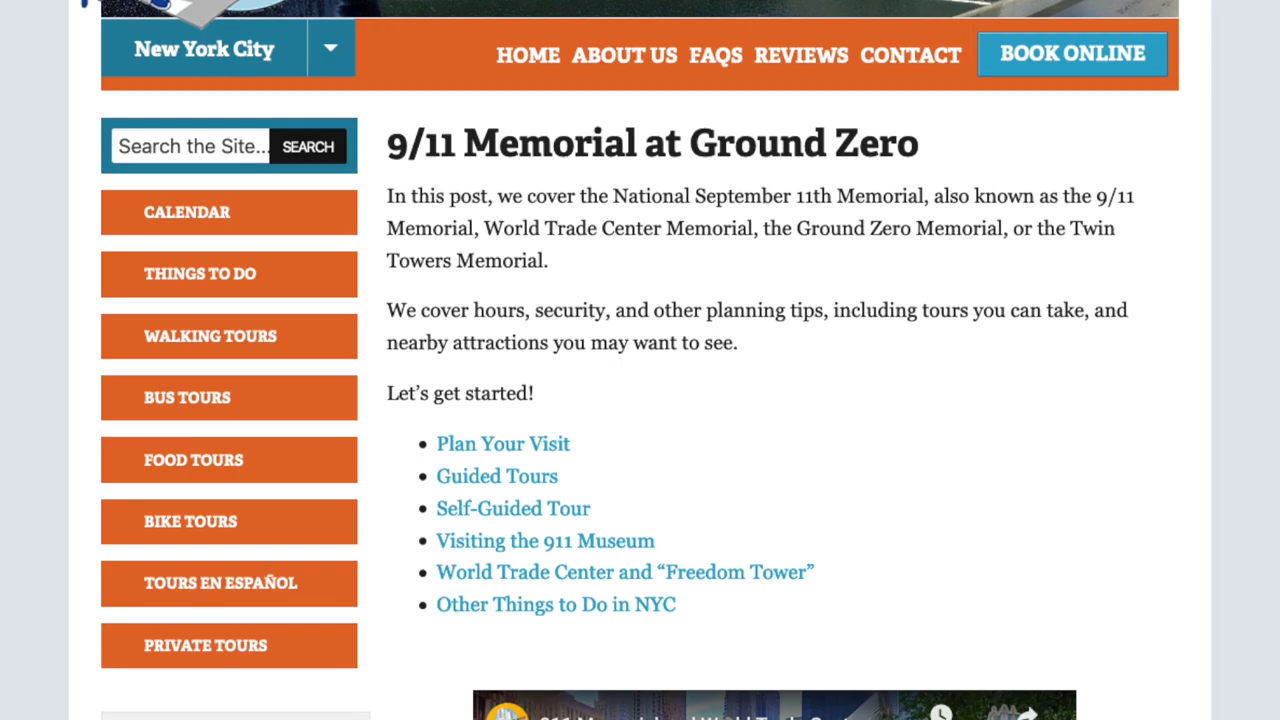 New York City
HOME ABOUT US FAQS REVIEWS CONTACT BOOK ONLINE
Search the Site... SEARCH
CALENDAR
THINGS TO DO
WALKING TOURS
BUS TOURS
FOOD TOURS
BIKE TOURS
TOURS EN ESPAÑOL
PRIVATE TOURS
9/11 Memorial at Ground Zero
In this post, we cover the National September 11th Memorial, also known as the 9/11
Memorial, World Trade Center Memorial, the Ground Zero Memorial, or the Twin
Towers Memorial.
We cover hours, security, and other planning tips, including tours you can take, and
nearby attractions you may want to see.
Let’s get started!
• Plan Your Visit
• Guided Tours
• Self-Guided Tour
• Visiting the 911 Museum
• World Trade Center and “Freedom Tower”
• Other Things to Do in NYC